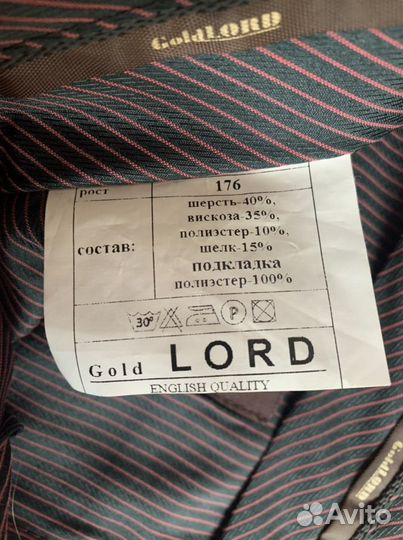 GoldLORD
рост 176
шерсть-40%,
вискоза-35%,
состав: полиэстер-10%,
шелк-15%
подкладка
полиэстер-100%
30° P
Gold LORD
ENGLISH QUALITY
GoldLORD
Avito